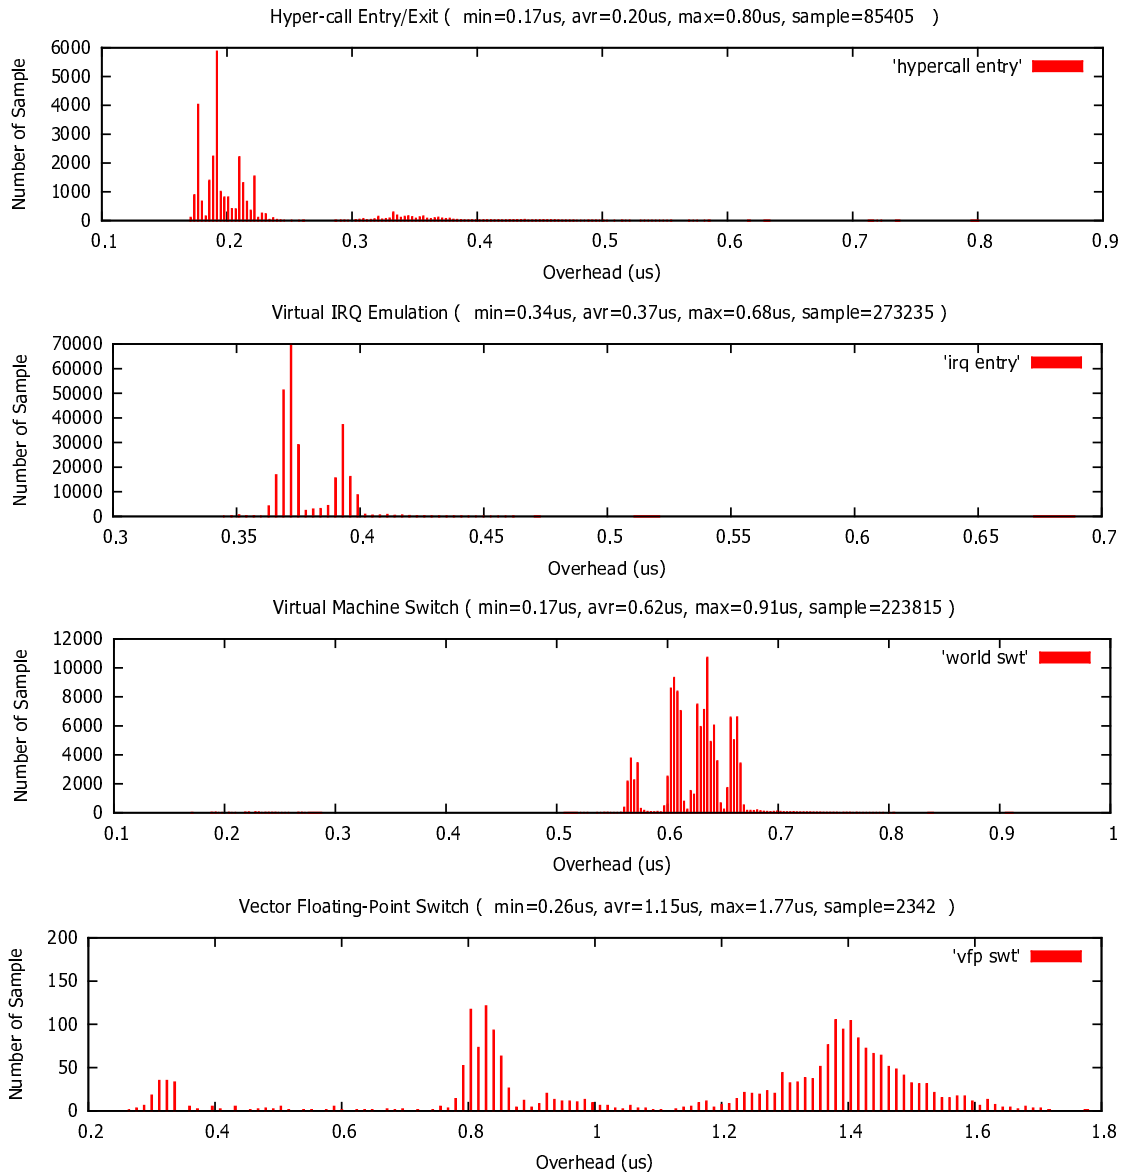 Hyper-call Entry/Exit ( min=0.17us, avr=0.20us, max=0.80us, sample=85405 )
6000
5000
4000
3000
2000
1000
0
Number of Sample
'hypercall entry'
0.1 0.2 0.3 0.4 0.5 0.6 0.7 0.8 0.9
Overhead (us)
Virtual IRQ Emulation ( min=0.34us, avr=0.37us, max=0.68us, sample=273235 )
70000
60000
50000
40000
30000
20000
10000
0
Number of Sample
'irq entry'
0.3 0.35 0.4 0.45 0.5 0.55 0.6 0.65 0.7
Overhead (us)
Virtual Machine Switch ( min=0.17us, avr=0.62us, max=0.91us, sample=223815 )
12000
10000
8000
6000
4000
2000
0
Number of Sample
'world swt'
0.1 0.2 0.3 0.4 0.5 0.6 0.7 0.8 0.9 1
Overhead (us)
Vector Floating-Point Switch ( min=0.26us, avr=1.15us, max=1.77us, sample=2342 )
200
150
100
50
0
Number of Sample
'vfp swt'
0.2 0.4 0.6 0.8 1 1.2 1.4 1.6 1.8
Overhead (us)